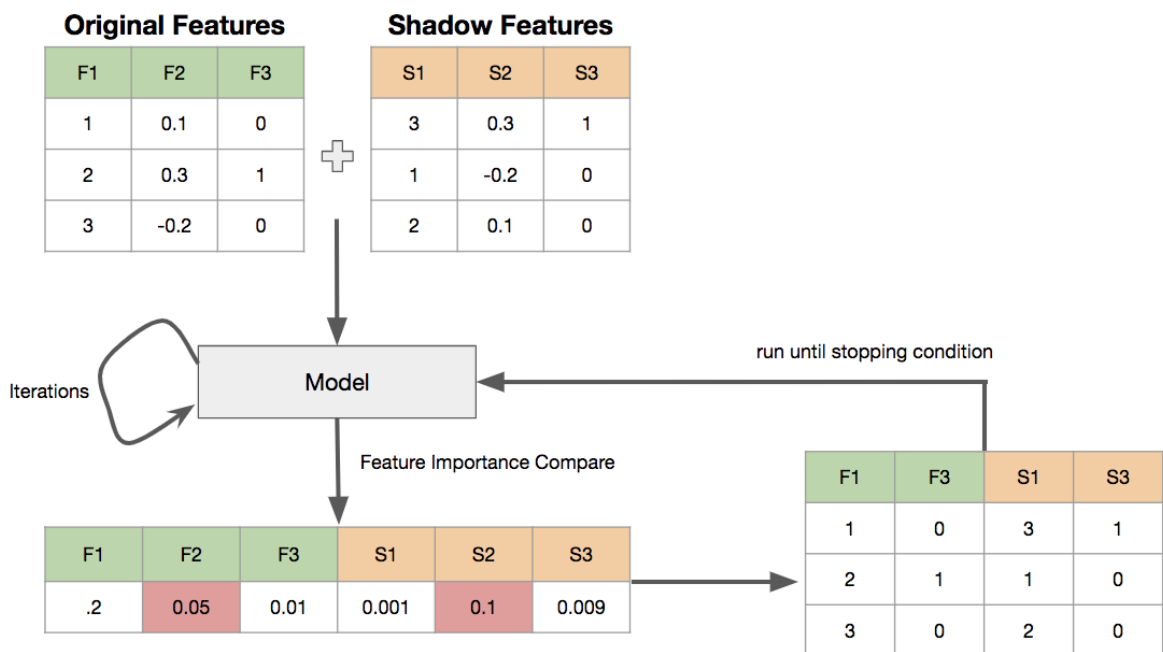 Original Features Shadow Features
F1 F2 F3 S1 S2 S3
1 0.1 0 3 0.3 1
2 0.3 1 1 -0.2 0
3 -0.2 0 2 0.1 0
run until stopping condition
Model
Iterations
Feature Importance Compare
F1 F3 S1 S3
1 0 3 1
2 1 1 0
3 0 2 0
F1 F2 F3 S1 S2 S3
.2 0.05 0.01 0.001 0.1 0.009